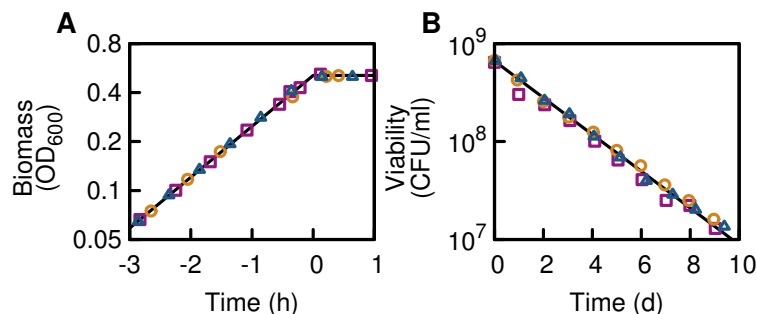 A
Biomass
(OD600)
0.8
0.4
0.2
0.1
0.05
-3 -2 -1 0 1
Time (h)
B
Viability
(CFU/ml)
10^9
10^8
10^7
0 2 4 6 8 10
Time (d)